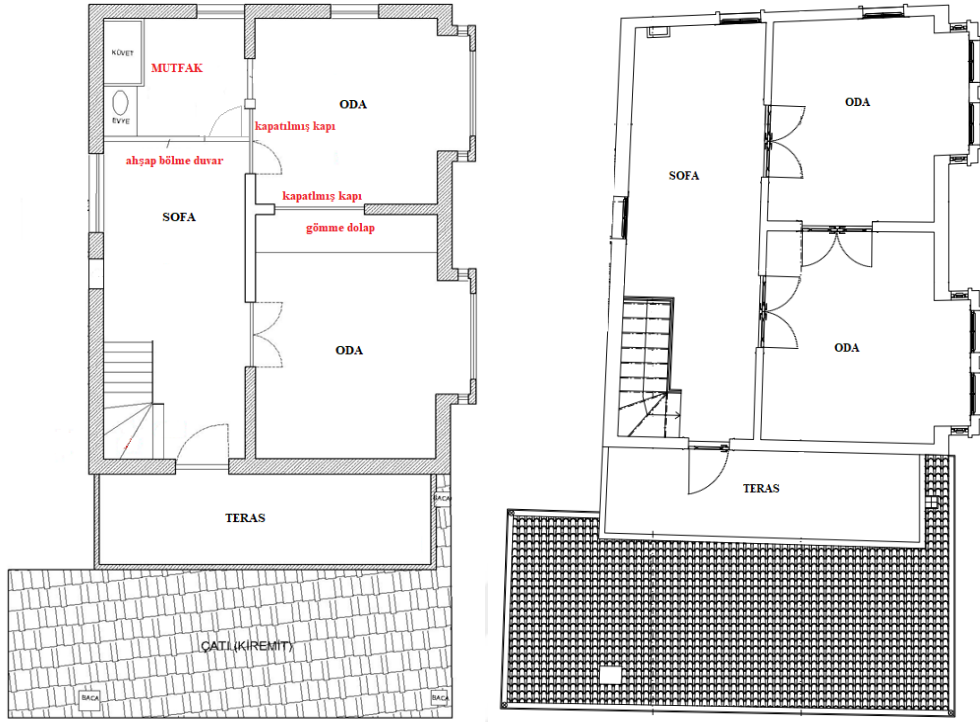 KÜVET
MUTFAK
EVYE
ODA
kapatılmış kapı
ahşap bölme duvar
kapatlmış kapı
SOFA
gömme dolap
ODA
TERAS
BACA
ÇATI (KİREMİT)
BACA
BACA
ODA
SOFA
ODA
TERAS